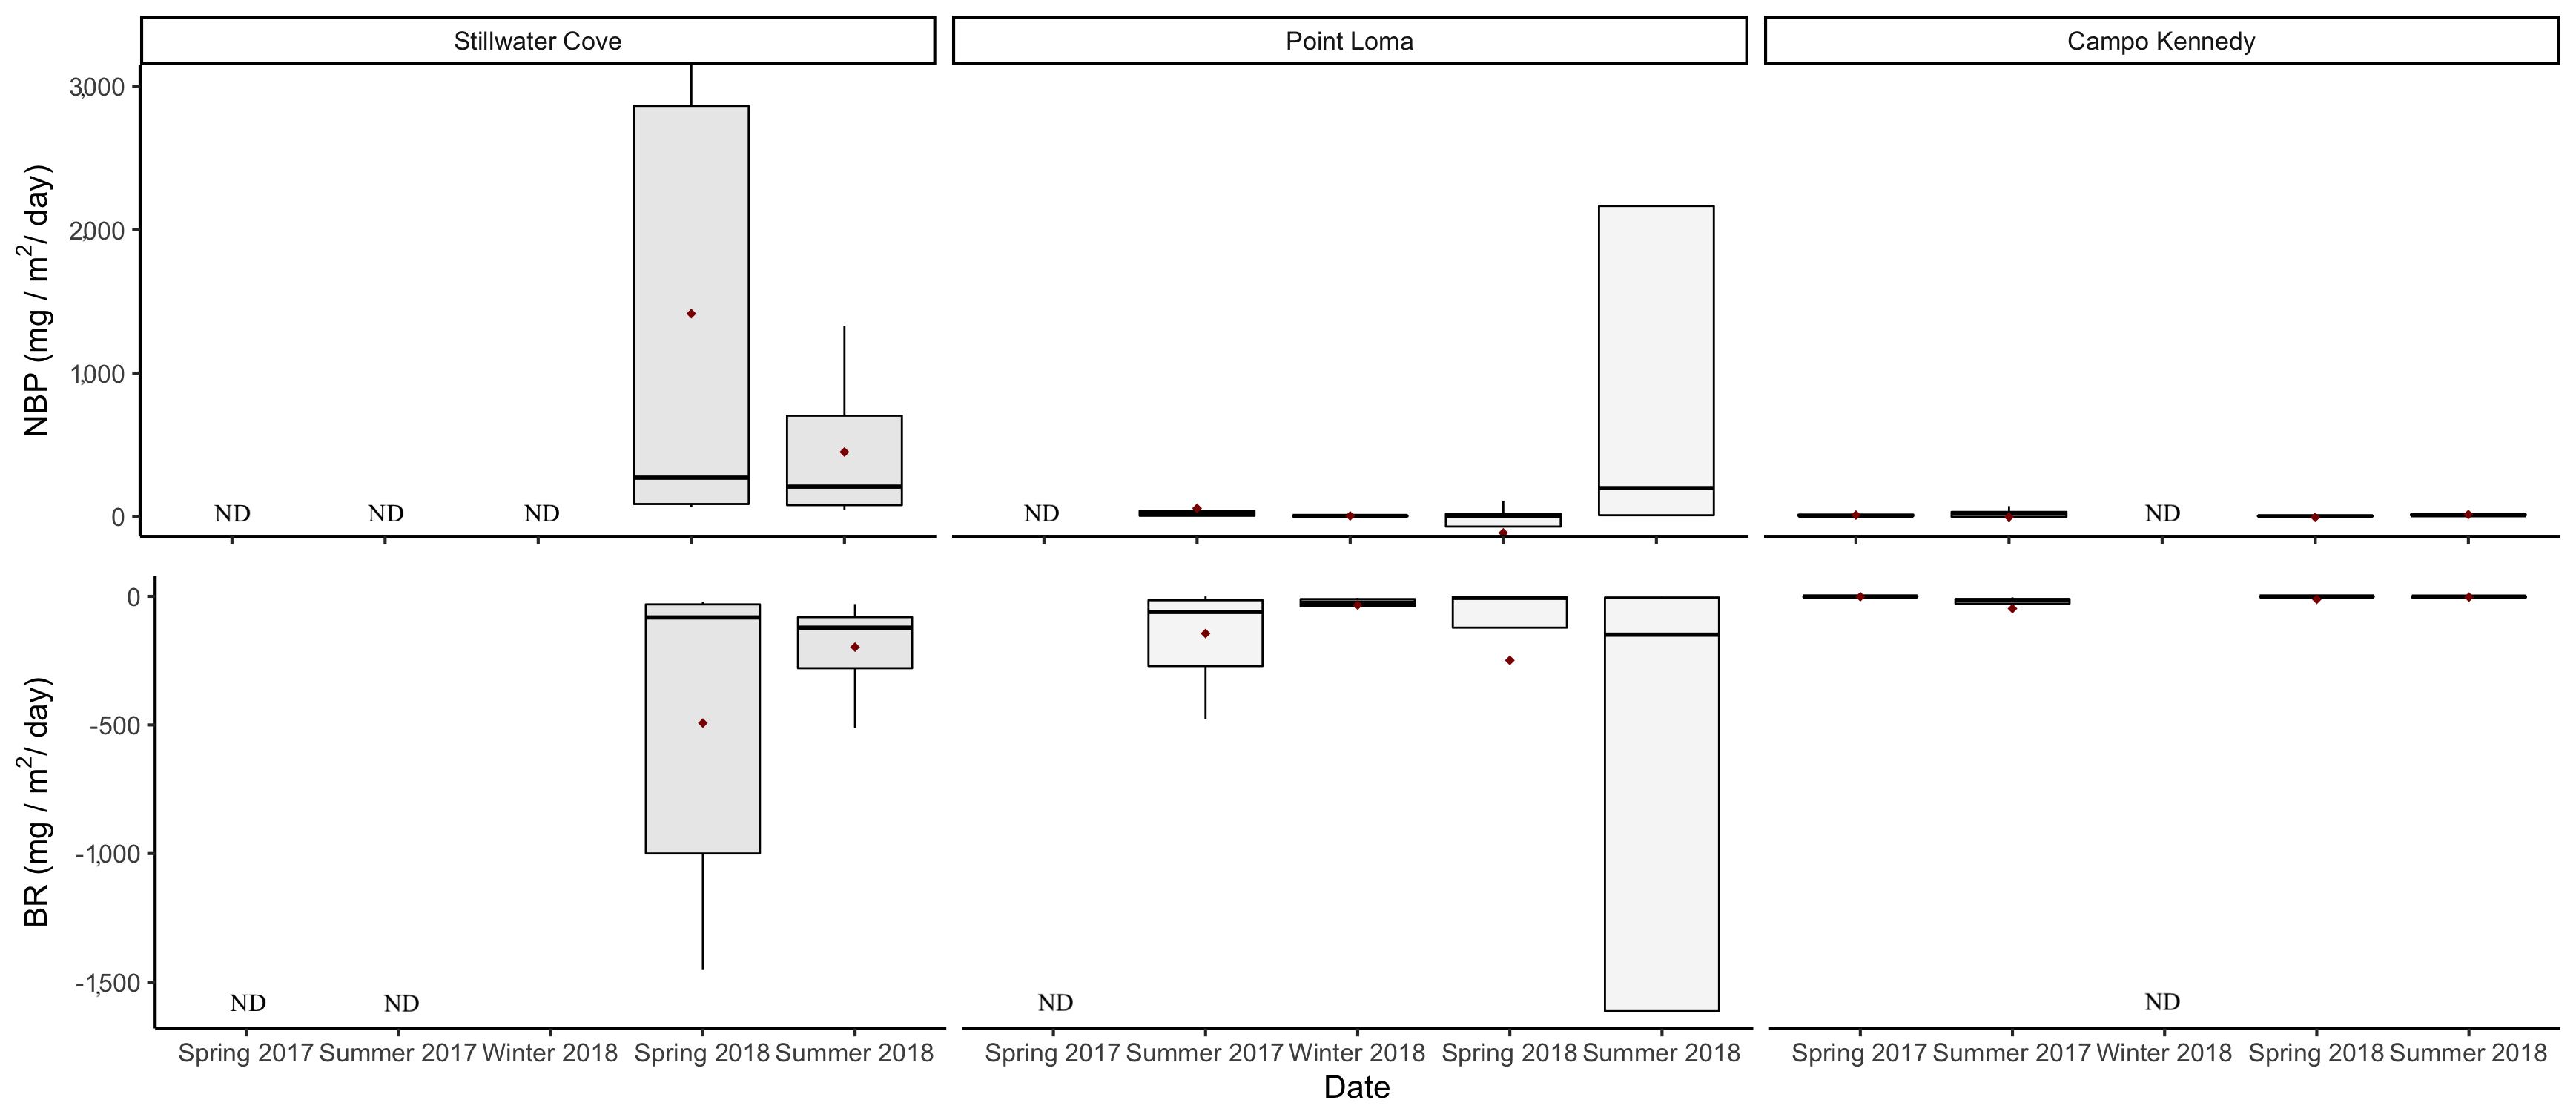 Stillwater Cove
Point Loma
Campo Kennedy
NBP (mg / m2/ day)
3,000
2,000
1,000
0
ND ND ND
ND
ND
BR (mg / m2/ day)
0
-500
-1,000
-1,500
ND ND
ND
ND
Spring 2017 Summer 2017 Winter 2018 Spring 2018 Summer 2018
Spring 2017 Summer 2017 Winter 2018 Spring 2018 Summer 2018
Spring 2017 Summer 2017 Winter 2018 Spring 2018 Summer 2018
Date